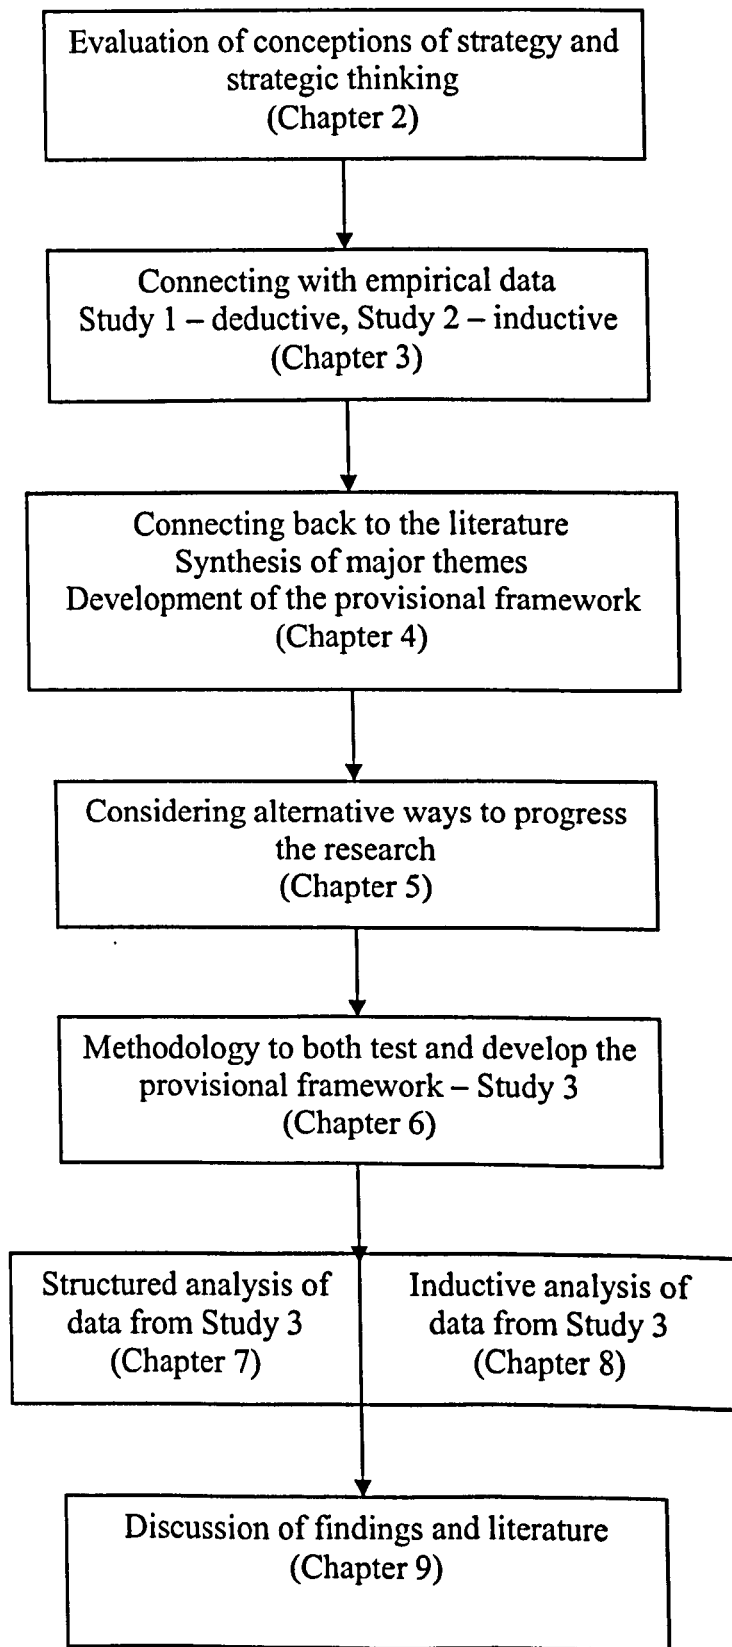 Evaluation of conceptions of strategy and
strategic thinking
(Chapter 2)
Connecting with empirical data
Study 1 – deductive, Study 2 – inductive
(Chapter 3)
Connecting back to the literature
Synthesis of major themes
Development of the provisional framework
(Chapter 4)
Considering alternative ways to progress
the research
(Chapter 5)
Methodology to both test and develop the
provisional framework – Study 3
(Chapter 6)
Structured analysis of
data from Study 3
(Chapter 7)
Inductive analysis of
data from Study 3
(Chapter 8)
Discussion of findings and literature
(Chapter 9)